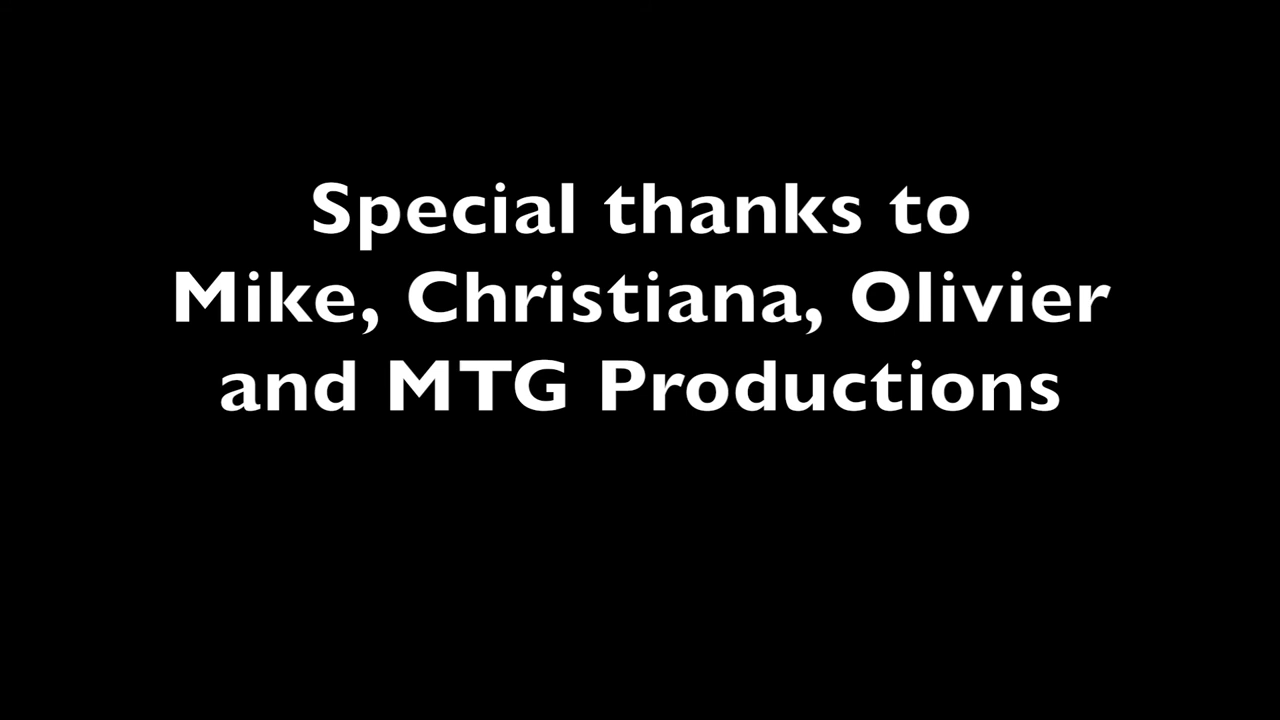 Special thanks to
Mike, Christiana, Olivier
and MTG Productions